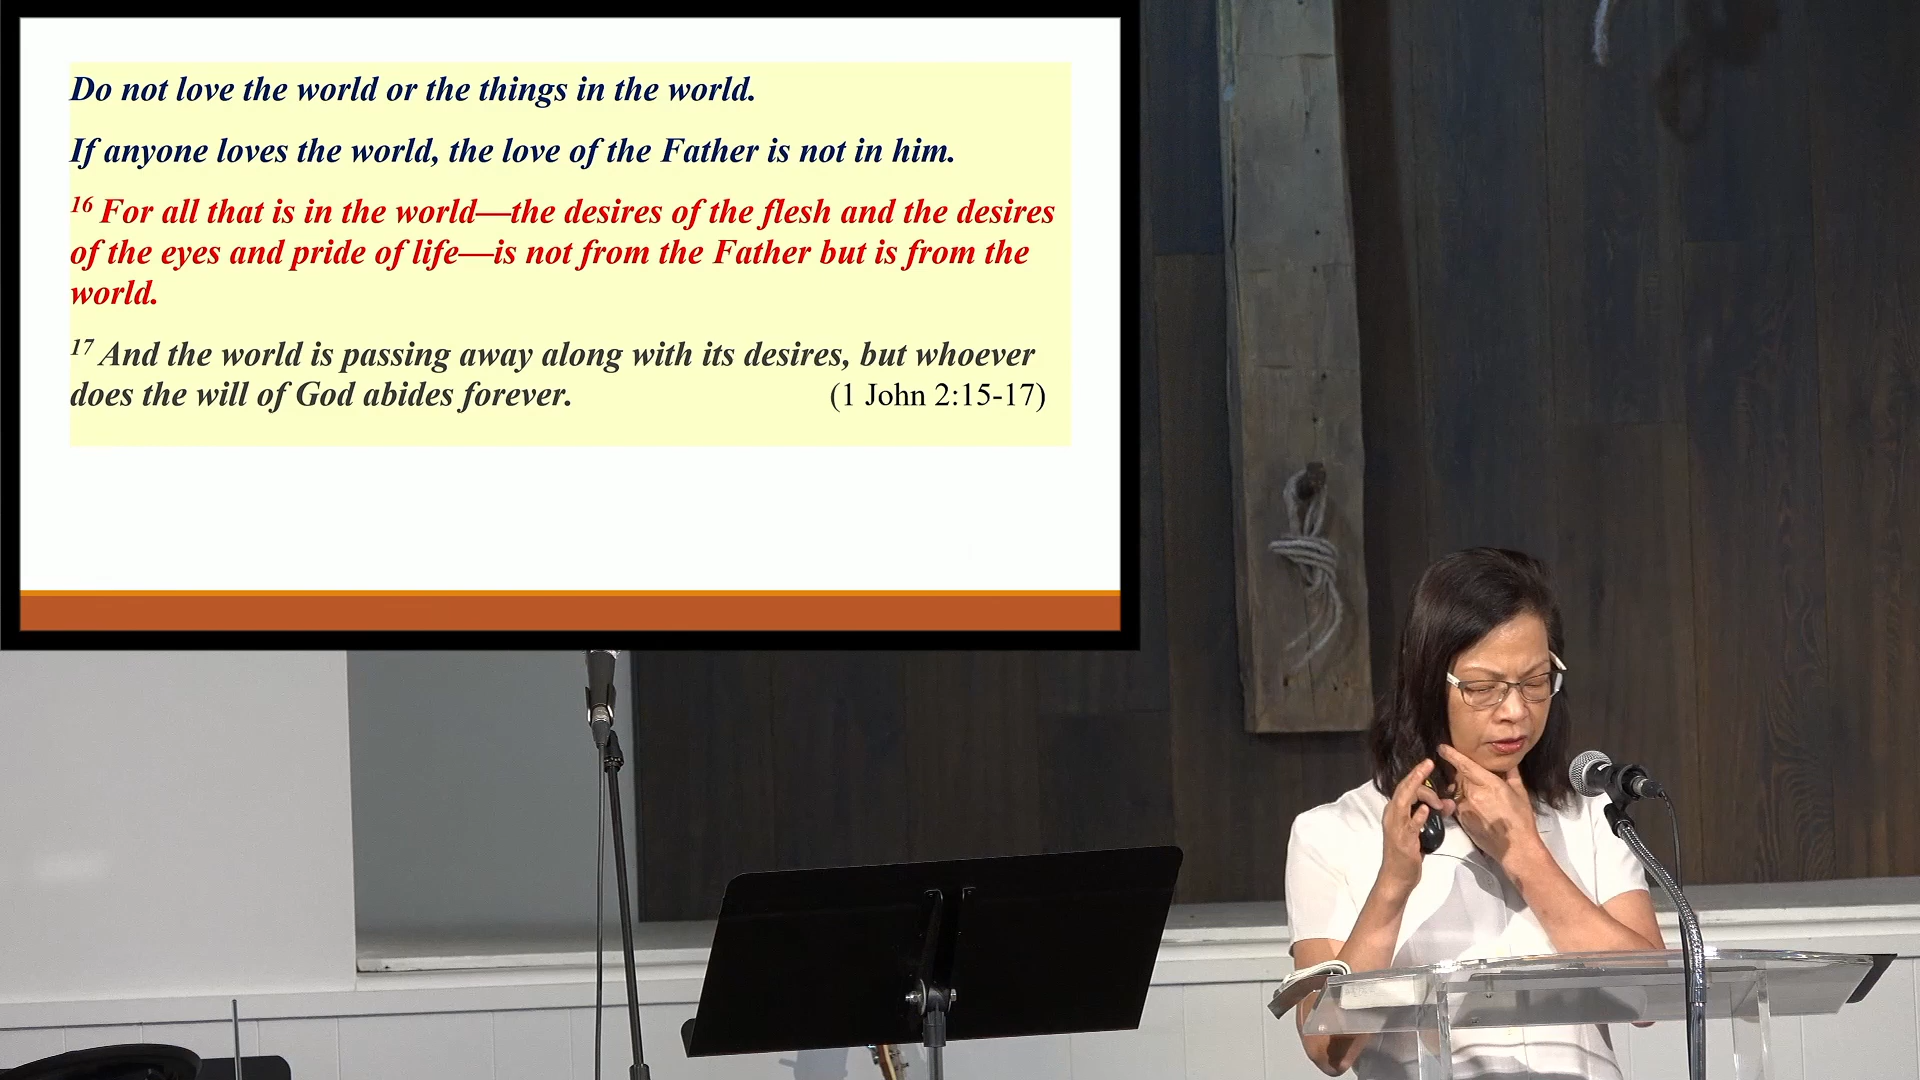 Do not love the world or the things in the world.
If anyone loves the world, the love of the Father is not in him.
16 For all that is in the world—the desires of the flesh and the desires
of the eyes and pride of life—is not from the Father but is from the
world.
17 And the world is passing away along with its desires, but whoever
does the will of God abides forever. (1 John 2:15-17)